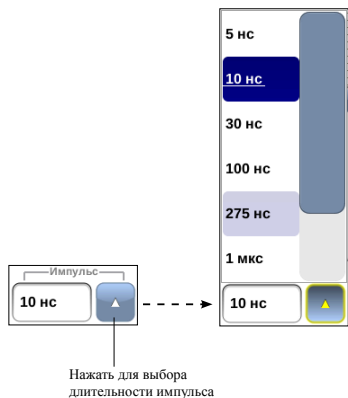 5 нс
10 нс
30 нс
100 нс
275 нс
1 мкс
Импульс
10 нс
10 нс
Нажать для выбора
длительности импульса